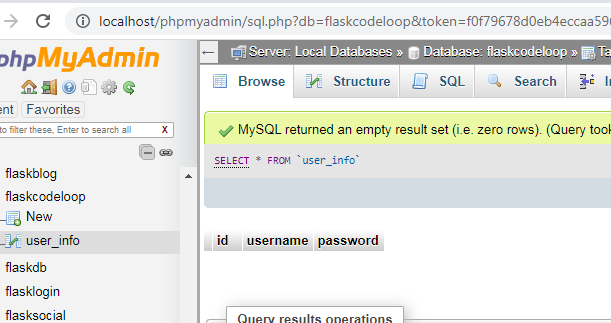 localhost/phpmyadmin/sql.php?db=flaskcodeloop&token=f0f79678d0eb4eccaa59
phpMyAdmin
ent Favorites
to filter these, Enter to search all X
flaskblog
flaskcodeloop
New
user_info
flaskdb
flasklogin
flasksocial
Server: Local Databases » Database: flaskcodeloop » Ta
Browse Structure SQL Search In
MySQL returned an empty result set (i.e. zero rows). (Query took
SELECT * FROM `user_info`
id username password
Query results operations